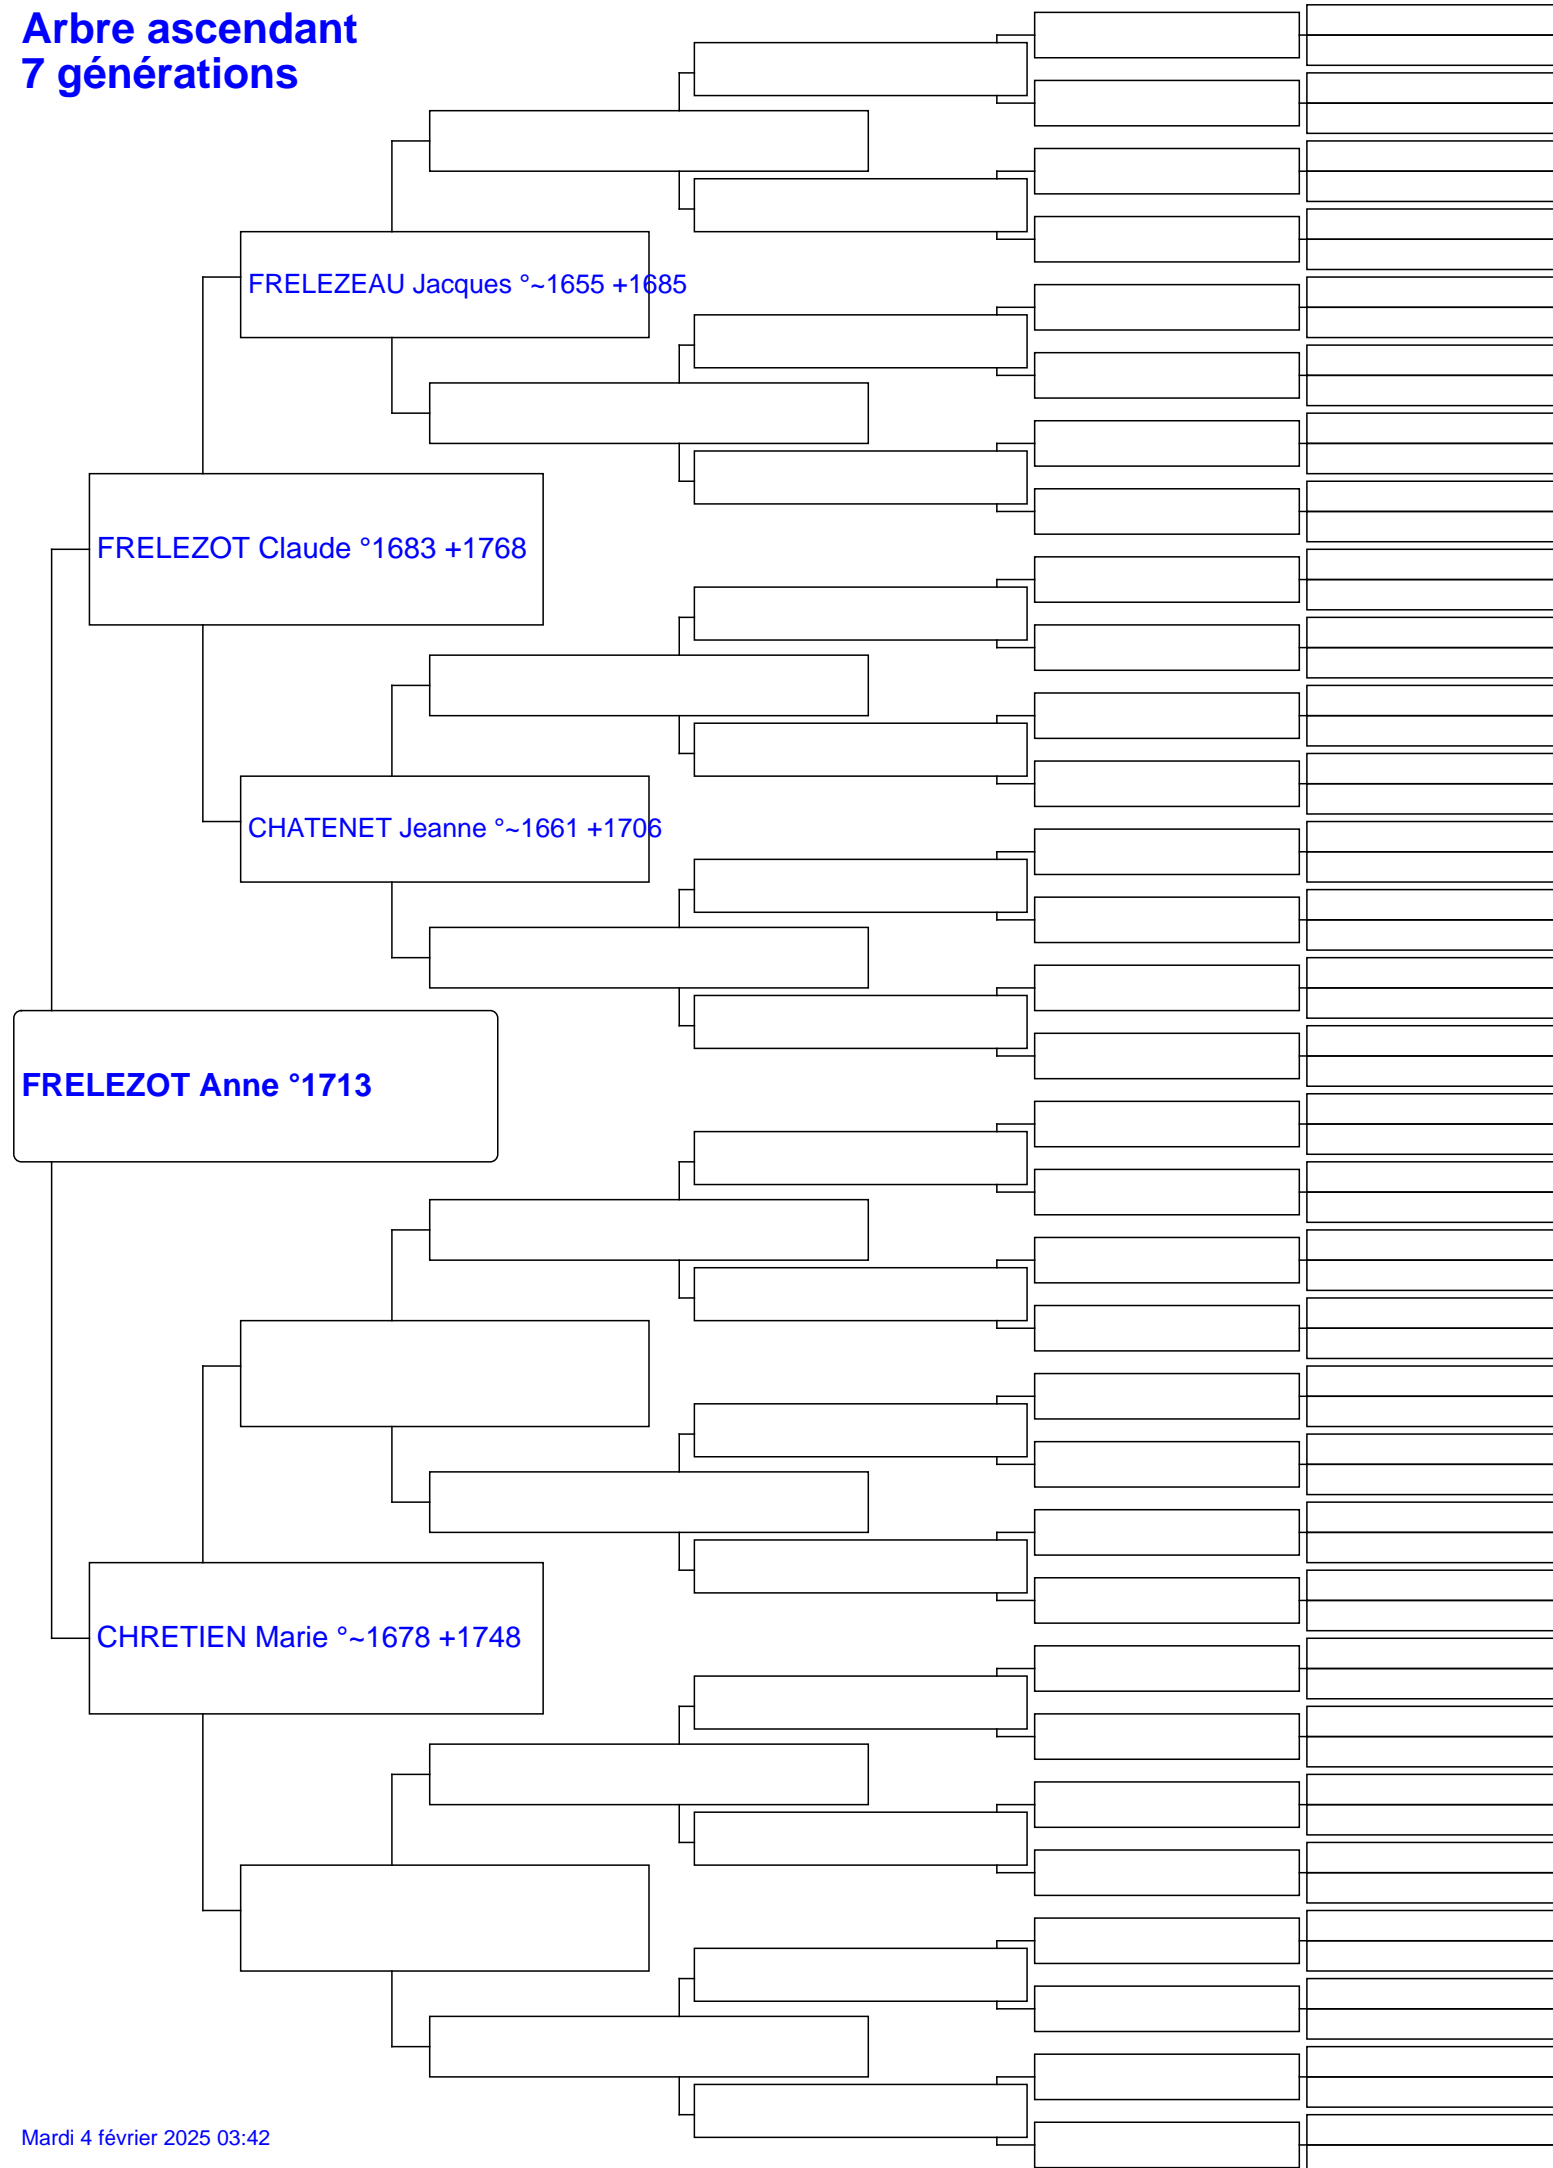 Arbre ascendant
7 générations
FRELEZEAU Jacques °~1655 +1685
FRELEZOT Claude °1683 +1768
CHATENET Jeanne °~1661 +1706
FRELEZOT Anne °1713
CHRETIEN Marie °~1678 +1748
Mardi 4 février 2025 03:42